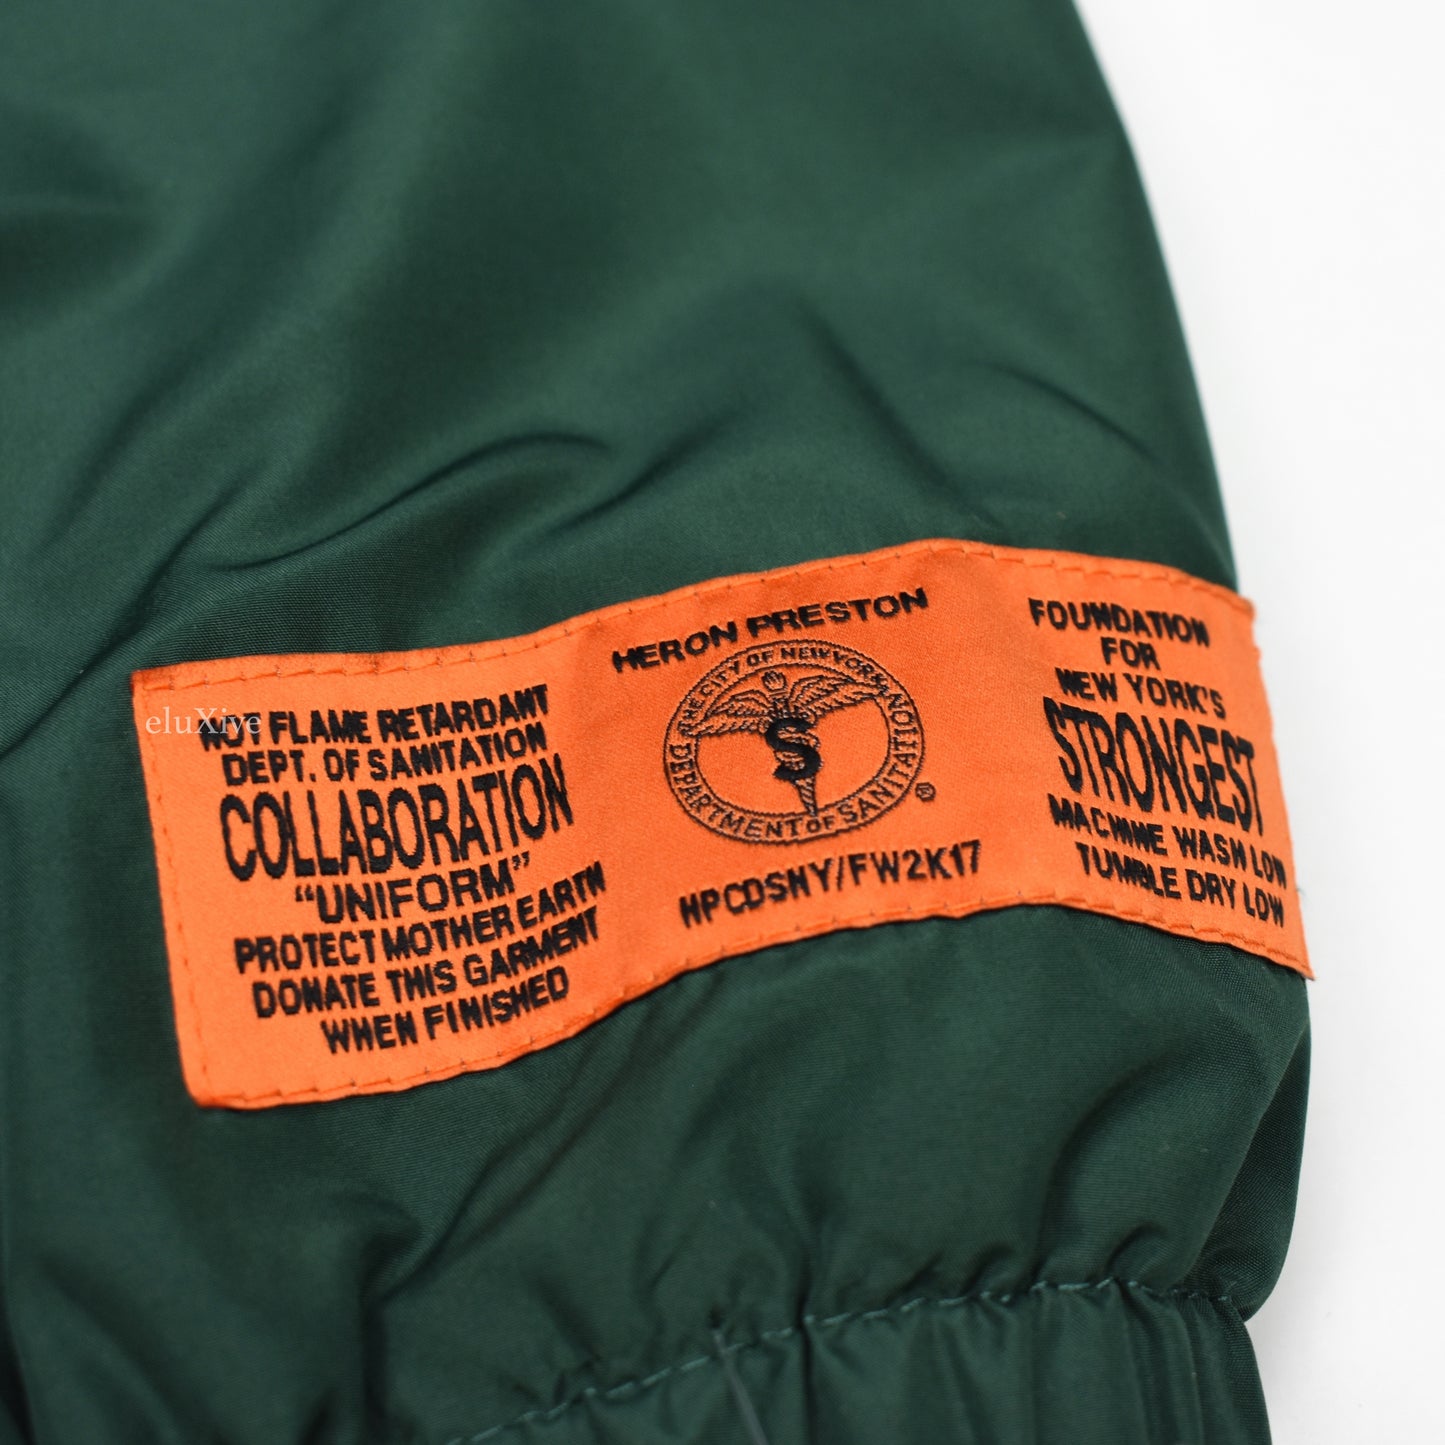 eluXive
NOT FLAME RETARDANT
DEPT. OF SANITATION
COLLABORATION
“UNIFORM”
PROTECT MOTHER EARTH
DONATE THIS GARMENT
WHEN FINISHED
HERON PRESTON
THE CITY OF NEW YORK
S
DEPARTMENT OF SANITATION
®
HPCDSNY/FW2K17
FOUNDATION
FOR
NEW YORK'S
STRONGEST
MACHINE WASH LOW
TUMBLE DRY LOW